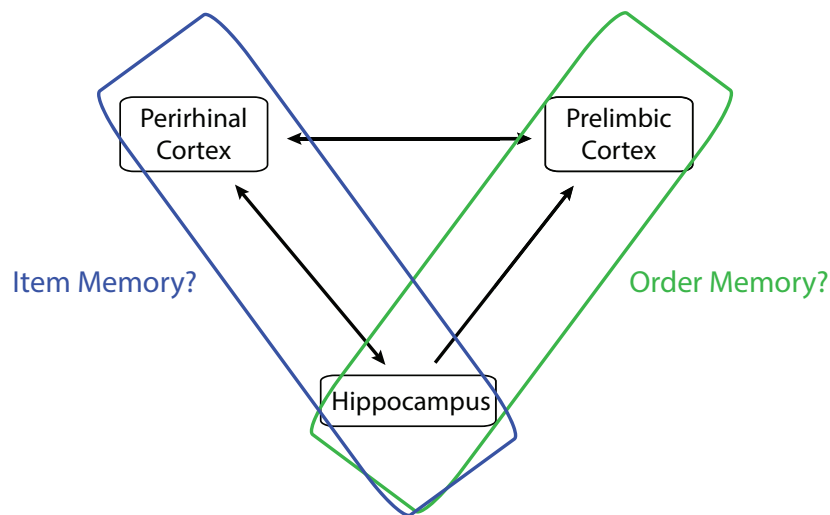 Perirhinal
Cortex
Prelimbic
Cortex
Item Memory?
Order Memory?
Hippocampus